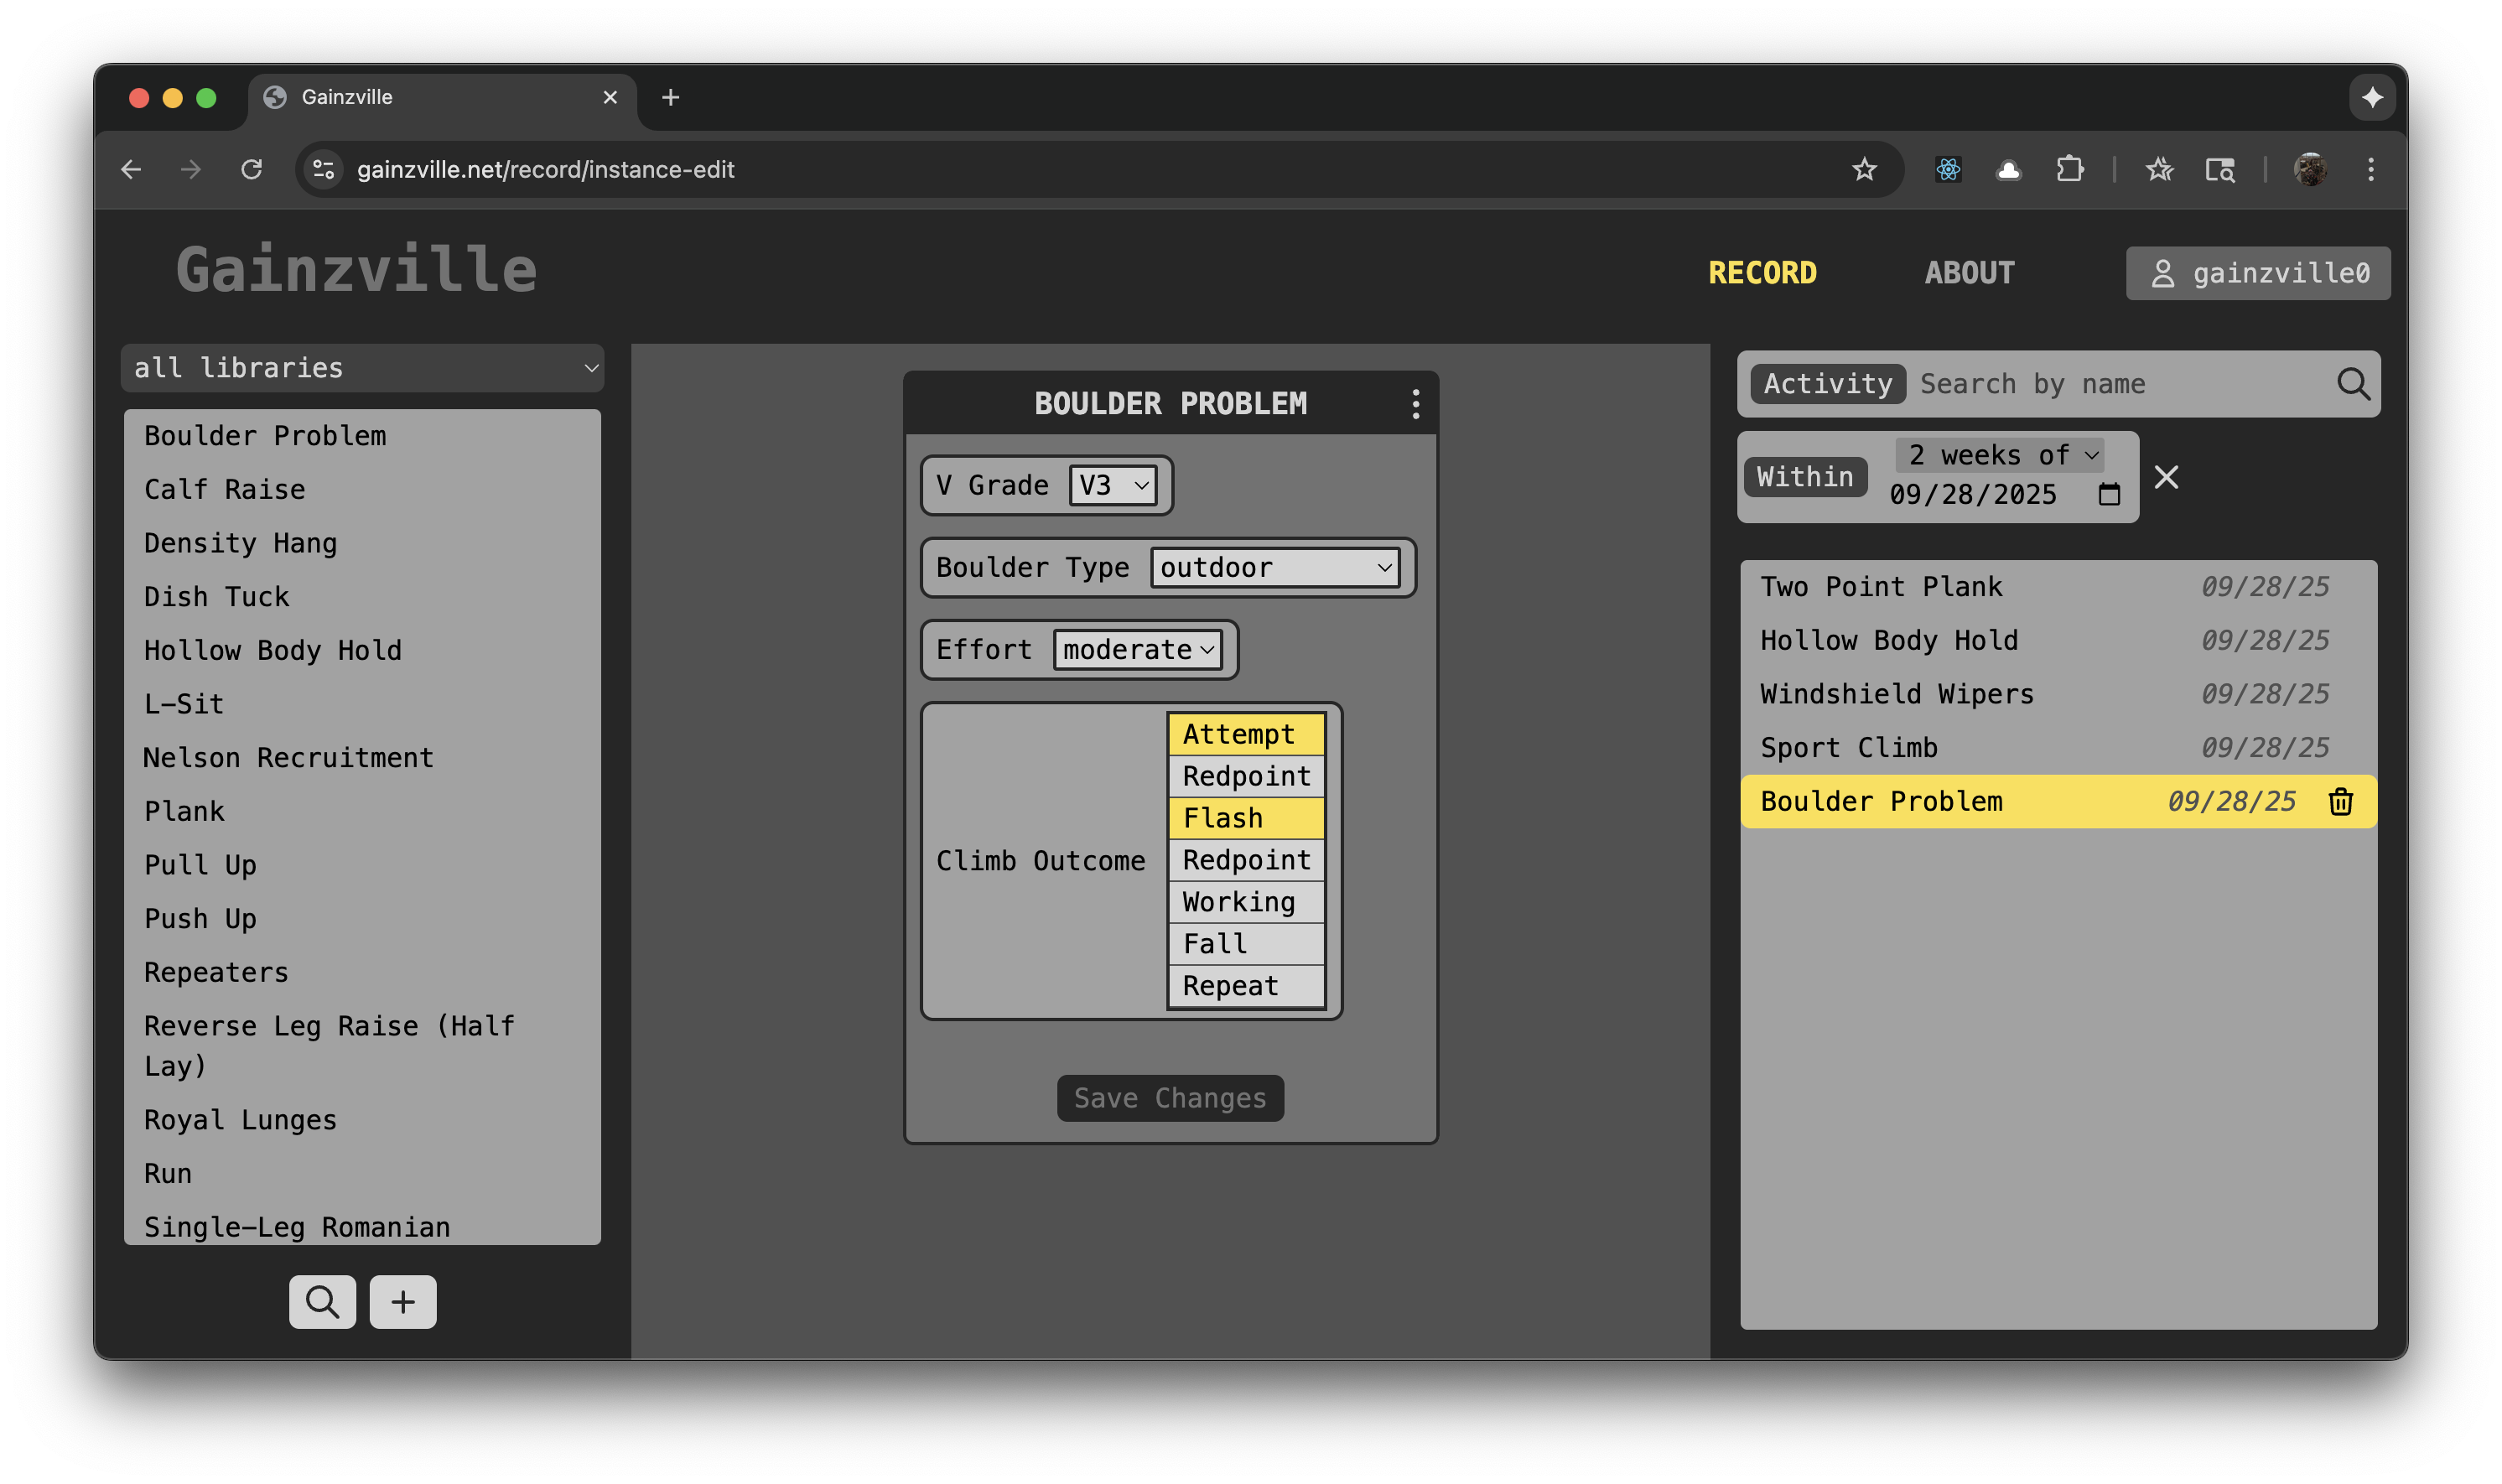 Gainzville
gainzville.net/record/instance-edit
Gainzville
RECORD
ABOUT
gainzville0
all libraries
Boulder Problem
Calf Raise
Density Hang
Dish Tuck
Hollow Body Hold
L-Sit
Nelson Recruitment
Plank
Pull Up
Push Up
Repeaters
Reverse Leg Raise (Half
Lay)
Royal Lunges
Run
Single-Leg Romanian
BOULDER PROBLEM
V Grade V3
Boulder Type outdoor
Effort moderate
Climb Outcome
Attempt
Redpoint
Flash
Redpoint
Working
Fall
Repeat
Save Changes
Activity Search by name
Within
2 weeks of
09/28/2025
Two Point Plank 09/28/25
Hollow Body Hold 09/28/25
Windshield Wipers 09/28/25
Sport Climb 09/28/25
Boulder Problem 09/28/25